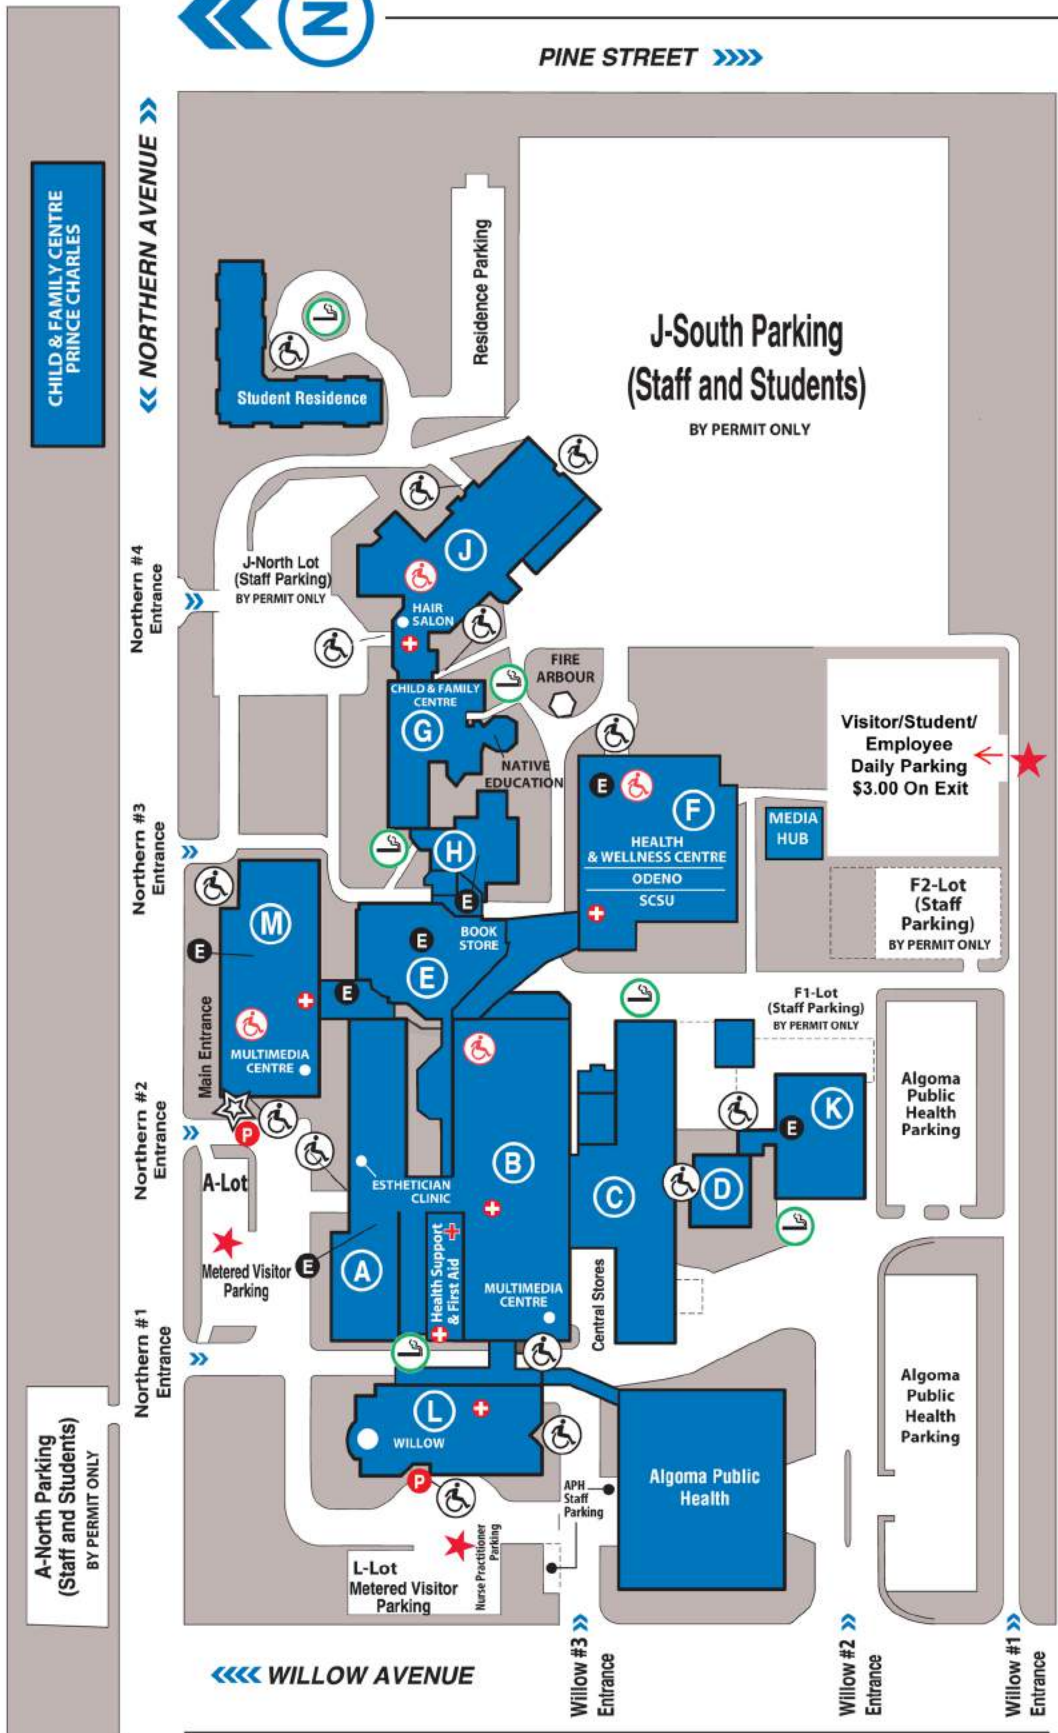 N
PINE STREET
NORTHERN AVENUE
CHILD & FAMILY CENTRE
PRINCE CHARLES
Residence Parking
J-South Parking
(Staff and Students)
BY PERMIT ONLY
Student Residence
Northern #4
Entrance
J-North Lot
(Staff Parking)
BY PERMIT ONLY
J
HAIR
SALON
CHILD & FAMILY
CENTRE
G
NATIVE
EDUCATION
FIRE
ARBOUR
Visitor/Student/
Employee
Daily Parking
$3.00 On Exit
E
F
HEALTH
& WELLNESS CENTRE
ODENO
SCSU
MEDIA
HUB
Northern #3
Entrance
H
E
F2-Lot
(Staff
Parking)
BY PERMIT ONLY
M
E
BOOK
STORE
E
E
E
Main Entrance
MULTIMEDIA
CENTRE
F1-Lot
(Staff Parking)
BY PERMIT ONLY
Algoma
Public
Health
Parking
K
E
Northern #2
Entrance
P
A-Lot
Metered Visitor
Parking
E
ESTHETICIAN
CLINIC
B
C
D
A
Health Support
& First Aid
MULTIMEDIA
CENTRE
Central Stores
Northern #1
Entrance
A-North Parking
(Staff and Students)
BY PERMIT ONLY
L
WILLOW
P
Algoma Public
Health
Algoma
Public
Health
Parking
APH
Staff
Parking
Nurse Practitioner
Parking
L-Lot
Metered Visitor
Parking
WILLOW AVENUE
Willow #3
Entrance
Willow #2
Entrance
Willow #1
Entrance